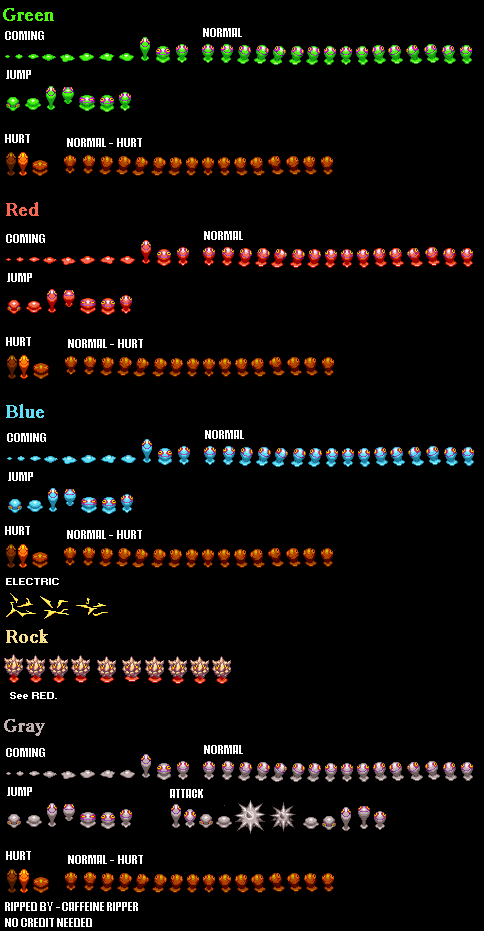 Green
COMING
NORMAL
JUMP
HURT
NORMAL - HURT
Red
COMING
NORMAL
JUMP
HURT
NORMAL - HURT
Blue
COMING
NORMAL
JUMP
HURT
NORMAL - HURT
ELECTRIC
Rock
See RED.
Gray
COMING
NORMAL
JUMP
ATTACK
HURT
NORMAL - HURT
RIPPED BY - CAFFEINE RIPPER
NO CREDIT NEEDED